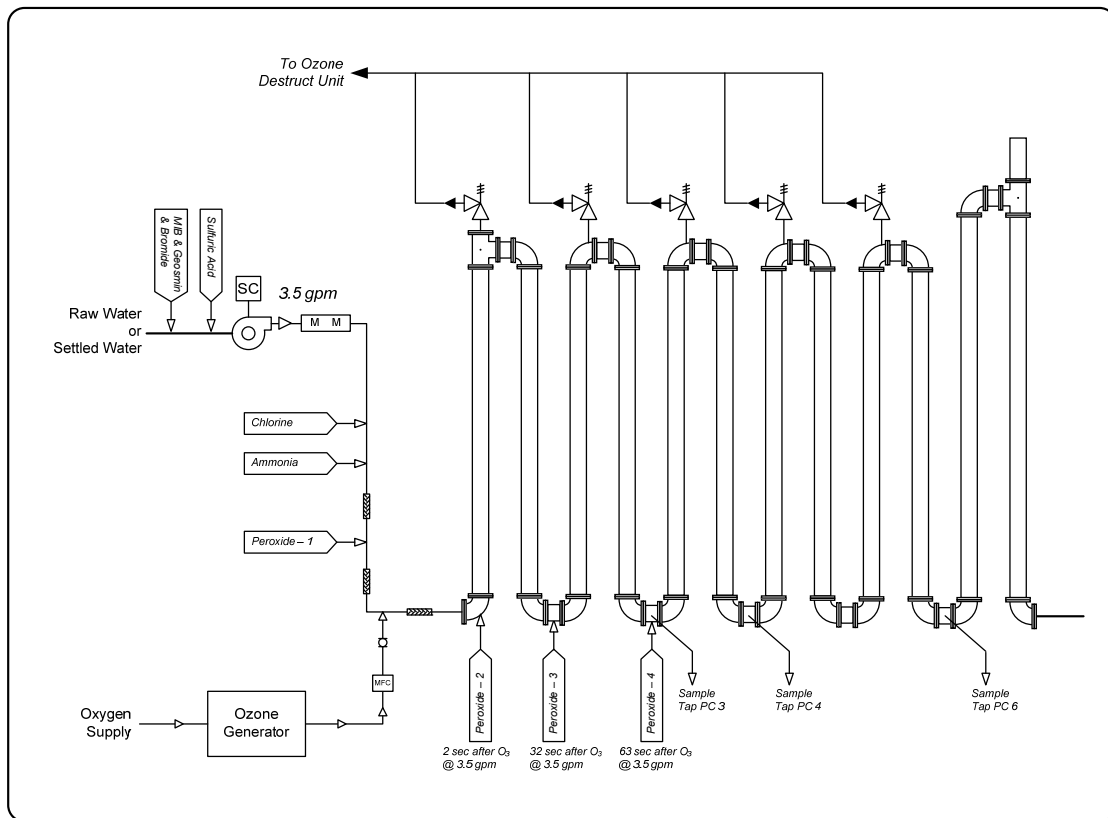 To Ozone
Destruct Unit
MIB & Geosmin
& Bromide
Sulfuric Acid
SC
3.5 gpm
M M
Raw Water
or
Settled Water
Chlorine
Ammonia
Peroxide – 1
MFC
Oxygen
Supply
Ozone
Generator
Peroxide – 2
2 sec after O₃
@ 3.5 gpm
Peroxide – 3
32 sec after O₃
@ 3.5 gpm
Peroxide – 4
63 sec after O₃
@ 3.5 gpm
Sample
Tap PC 3
Sample
Tap PC 4
Sample
Tap PC 6